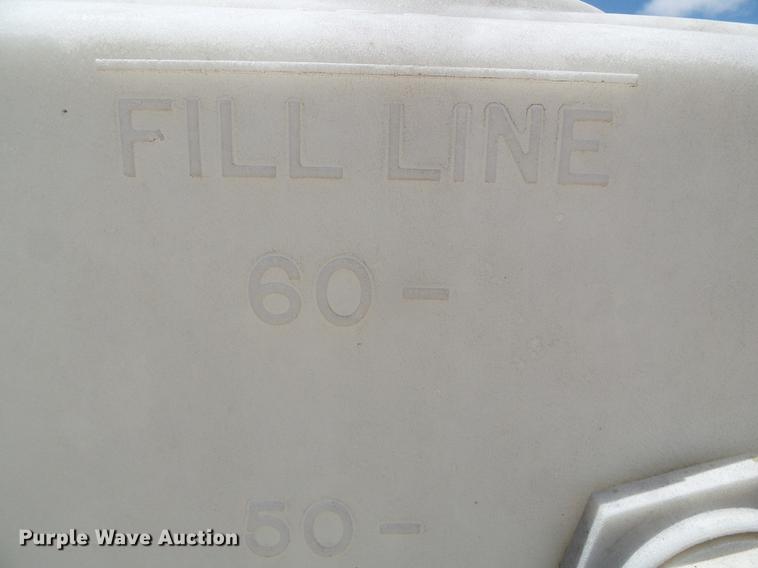 FILL LINE
60-
50-
Purple Wave Auction